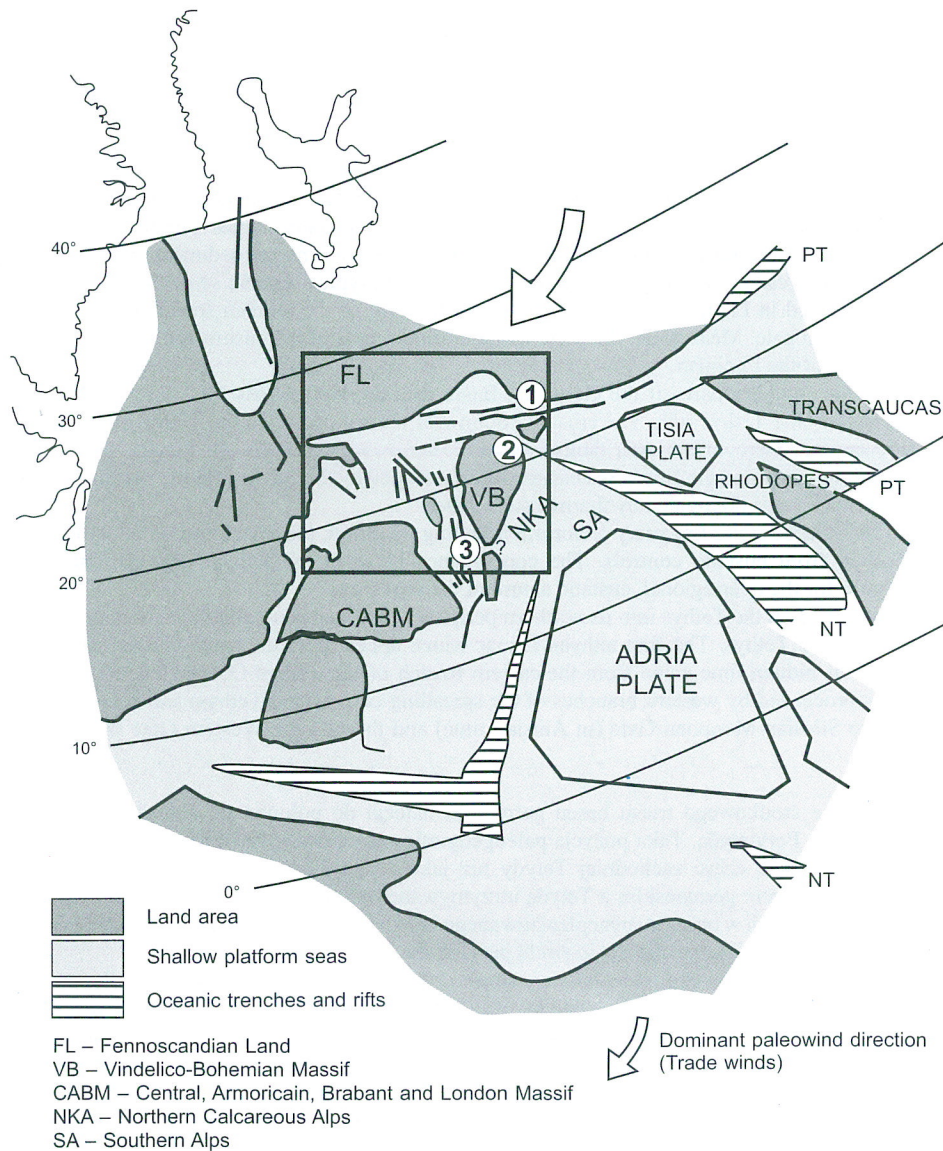 40°
PT
FL
1
30°
TRANSCAUCAS
TISIA
PLATE
2
RHODOPES
PT
VB
NKA
SA
3
?
20°
CABM
NT
ADRIA
PLATE
10°
NT
0°
Land area
Shallow platform seas
Oceanic trenches and rifts
FL – Fennoscandian Land
VB – Vindelico-Bohemian Massif
CABM – Central, Armoricain, Brabant and London Massif
NKA – Northern Calcareous Alps
SA – Southern Alps
Dominant paleowind direction
(Trade winds)